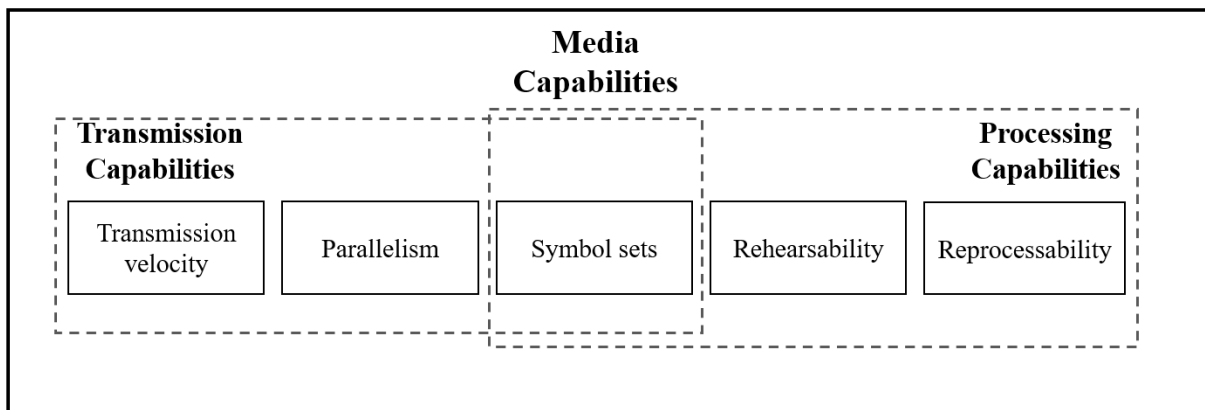 Media
Capabilities
Transmission
Capabilities
Processing
Capabilities
Transmission
velocity
Parallelism
Symbol sets
Rehearsability
Reprocessability